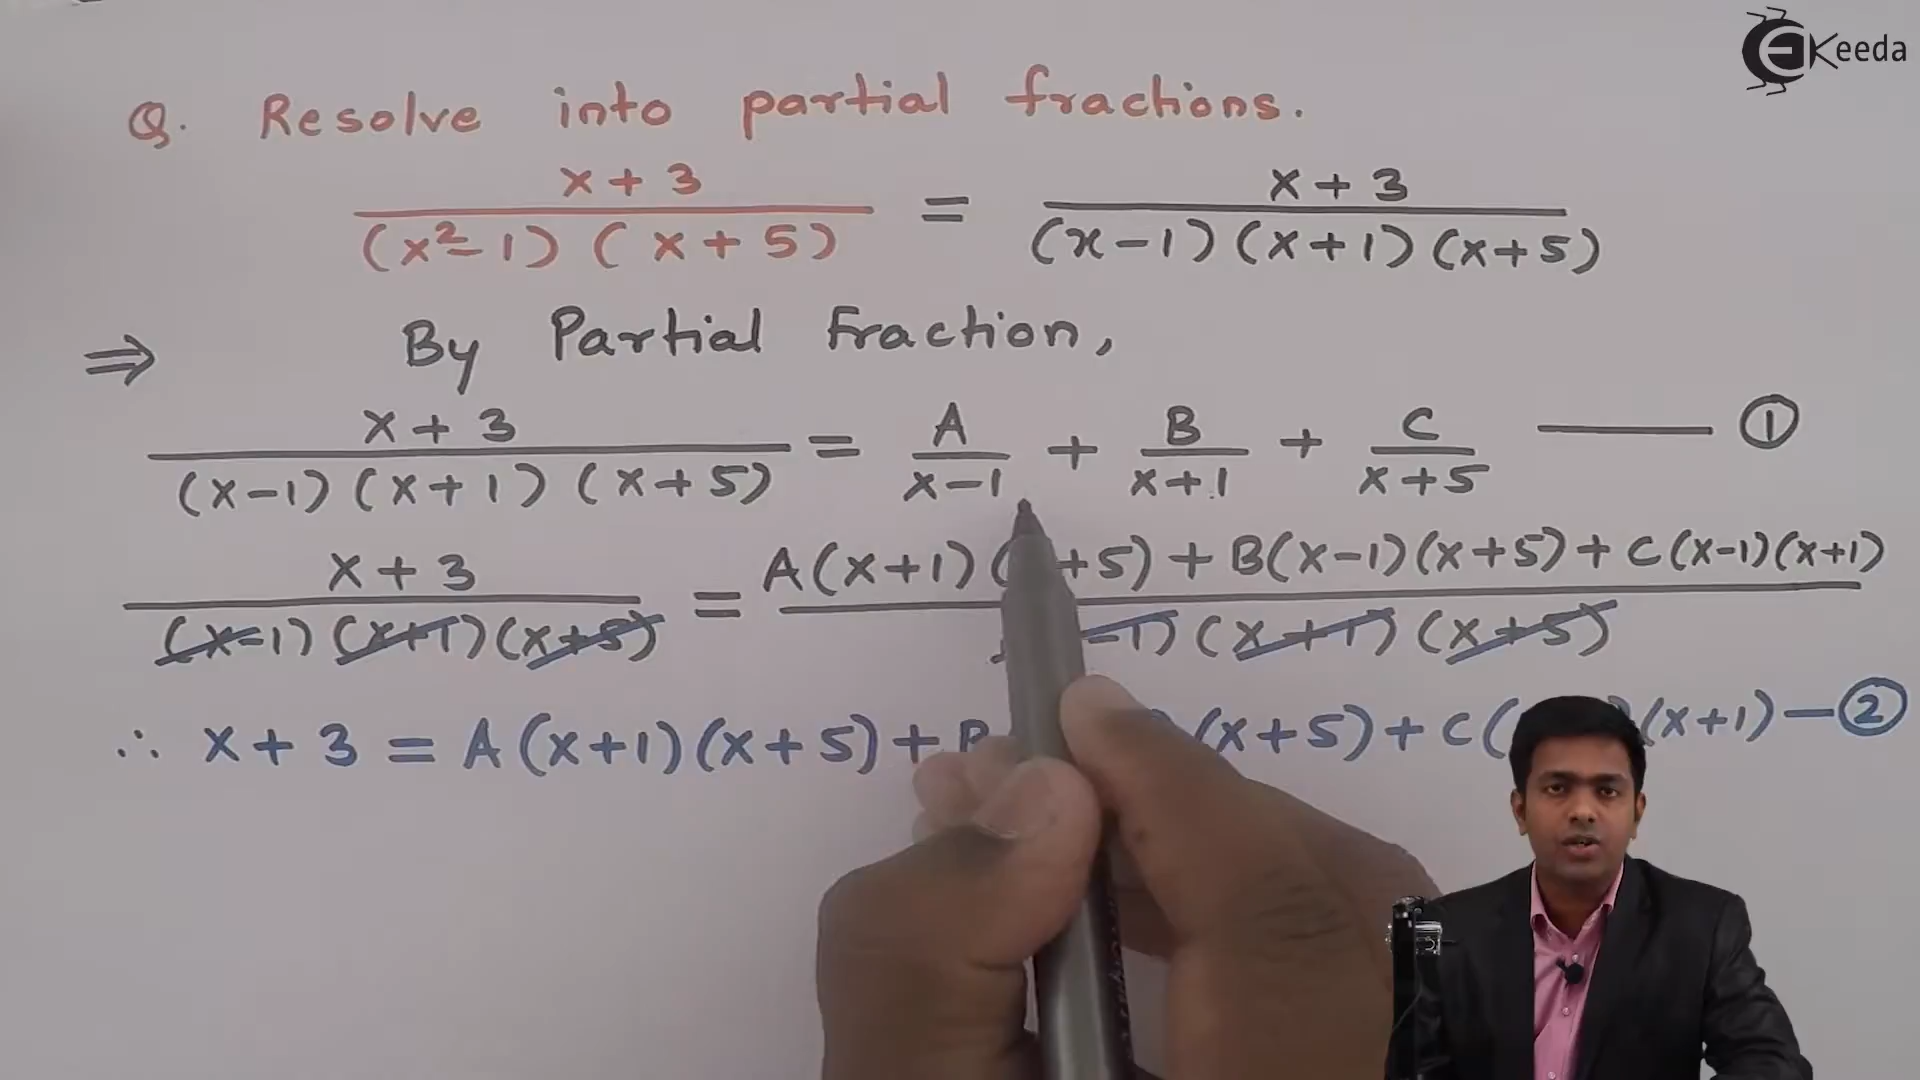 Keeda
Q. Resolve into partial fractions.
x + 3 / (x² - 1) (x + 5) = x + 3 / (x - 1) (x + 1) (x + 5)
⇒ By Partial Fraction,
x + 3 / (x - 1) (x + 1) (x + 5) = A / x - 1 + B / x + 1 + C / x + 5 —— ①
x + 3 / (x - 1) (x + 1) (x + 5) = A(x + 1)( + 5) + B(x - 1)(x + 5) + C(x - 1)(x + 1) / - 1) (x + 1) (x + 5)
∴ x + 3 = A(x + 1)(x + 5) + B (x + 5) + C( (x + 1) — ②